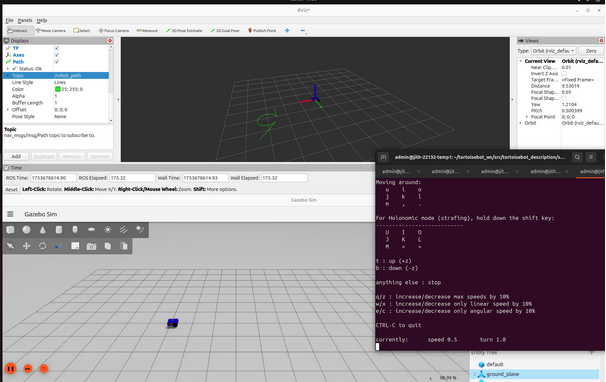 RViz*
File Panels Help
Interact Move Camera Select Focus Camera Measure 2D Pose Estimate 2D Goal Pose Publish Point
Displays
TF
Axes
Path
Status: Ok
Topic /robot_path
Line Style Lines
Color 25; 255; 0
Alpha 1
Buffer Length 1
Offset 0; 0; 0
Pose Style None
Topic
nav_msgs/msg/Path topic to subscribe to.
Add Duplicate Remove Rename
Views
Type: Orbit (rviz_defau Zero
Current View Orbit (rviz_def
Near Clip ... 0.01
Invert Z Axis
Target Fra... <Fixed Frame>
Distance 9.53019
Focal Shap... 0.05
Focal Shap...
Yaw 1.2104
Pitch 0.500399
Focal Point 0; 0; 0
Orbit Orbit (rviz_def
Time
ROS Time: 1753678614.90 ROS Elapsed: 175.32 Wall Time: 1753678614.93 Wall Elapsed: 175.32
Reset Left-Click: Rotate. Middle-Click: Move X/Y. Right-Click/Mouse Wheel: Zoom. Shift: More options.
Gazebo Sim
Gazebo Sim
admin@jith-22132-temp1: ~/tortoisebot_ws/src/tortoisebot_description/s...
admin@ji... admin@ji... admin@ji... admin@ji... admin@ji
Moving around:
u i o
j k l
m , .
For Holonomic mode (strafing), hold down the shift key:
---------------------------
U I O
J K L
M < >
t : up (+z)
b : down (-z)
anything else : stop
q/z : increase/decrease max speeds by 10%
w/x : increase/decrease only linear speed by 10%
e/c : increase/decrease only angular speed by 10%
CTRL-C to quit
currently: speed 0.5 turn 1.0
98.99 %
Entity Tree
default
ground_plane